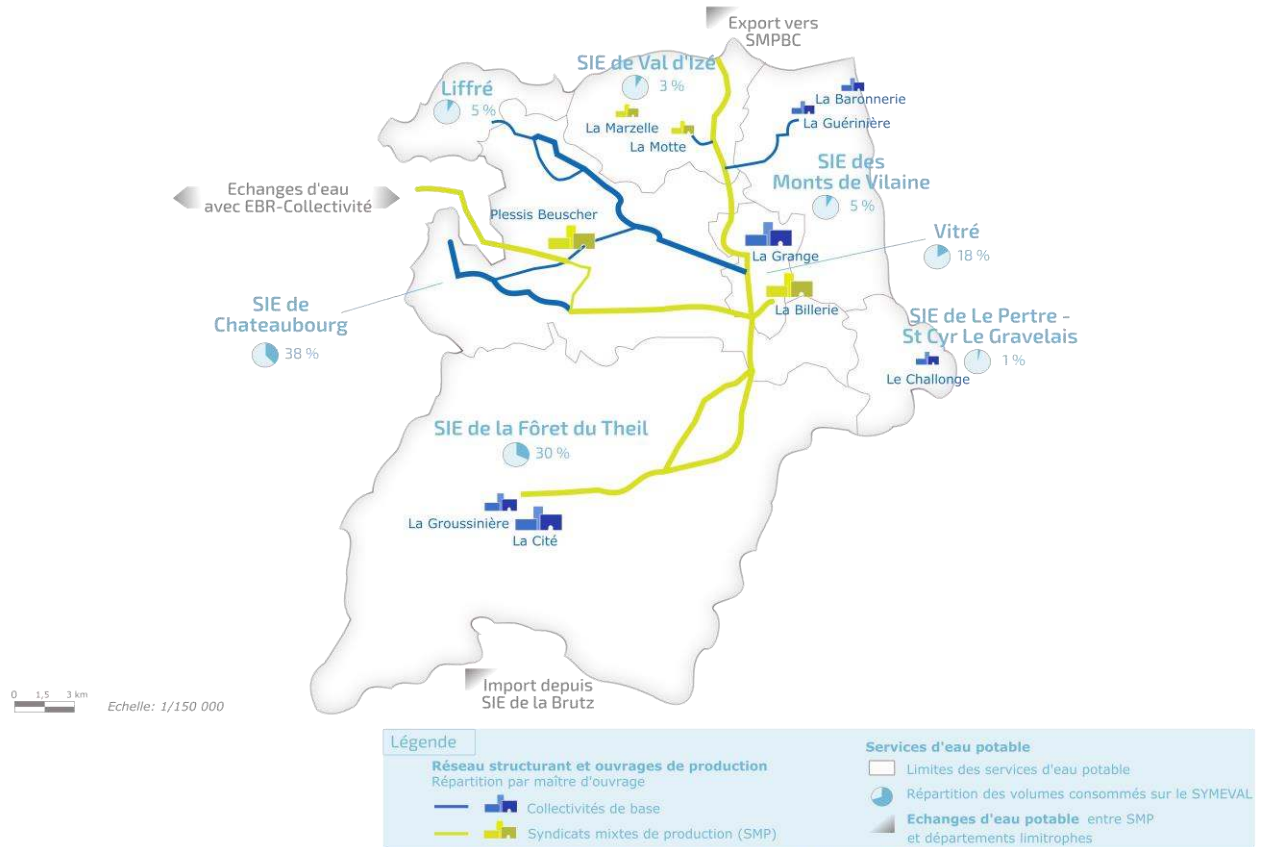 Export vers
SMPBC
SIE de Val d'Izé
3 %
Liffré
5 %
La Marzelle
La Motte
La Baronnerie
La Guérinière
SIE des
Monts de Vilaine
5 %
Echanges d'eau
avec EBR-Collectivité
Plessis Beuscher
La Grange
Vitré
18 %
La Billerie
SIE de
Chateaubourg
38 %
SIE de Le Pertre -
St Cyr Le Gravelais
1 %
Le Challonge
SIE de la Fôret du Theil
30 %
La Groussinière
La Cité
Import depuis
SIE de la Brutz
0 1,5 3 km
Echelle: 1/150 000
Légende
Réseau structurant et ouvrages de production
Répartition par maître d'ouvrage
Collectivités de base
Syndicats mixtes de production (SMP)
Services d'eau potable
Limites des services d'eau potable
Répartition des volumes consommés sur le SYMEVAL
Echanges d'eau potable entre SMP
et départements limitrophes